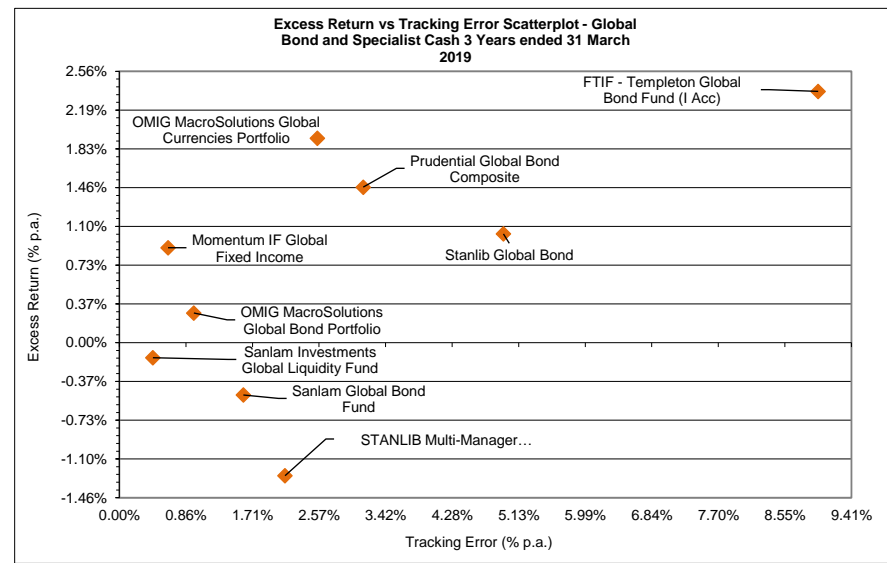 Excess Return vs Tracking Error Scatterplot - Global
Bond and Specialist Cash 3 Years ended 31 March
2019
Excess Return (% p.a.)
2.56%
2.19%
1.83%
1.46%
1.10%
0.73%
0.37%
0.00%
-0.37%
-0.73%
-1.10%
-1.46%
FTIF - Templeton Global
Bond Fund (I Acc)
OMIG MacroSolutions Global
Currencies Portfolio
Prudential Global Bond
Composite
Momentum IF Global
Fixed Income
Stanlib Global Bond
OMIG MacroSolutions
Global Bond Portfolio
Sanlam Investments
Global Liquidity Fund
Sanlam Global Bond
Fund
STANLIB Multi-Manager…
0.00% 0.86% 1.71% 2.57% 3.42% 4.28% 5.13% 5.99% 6.84% 7.70% 8.55% 9.41%
Tracking Error (% p.a.)